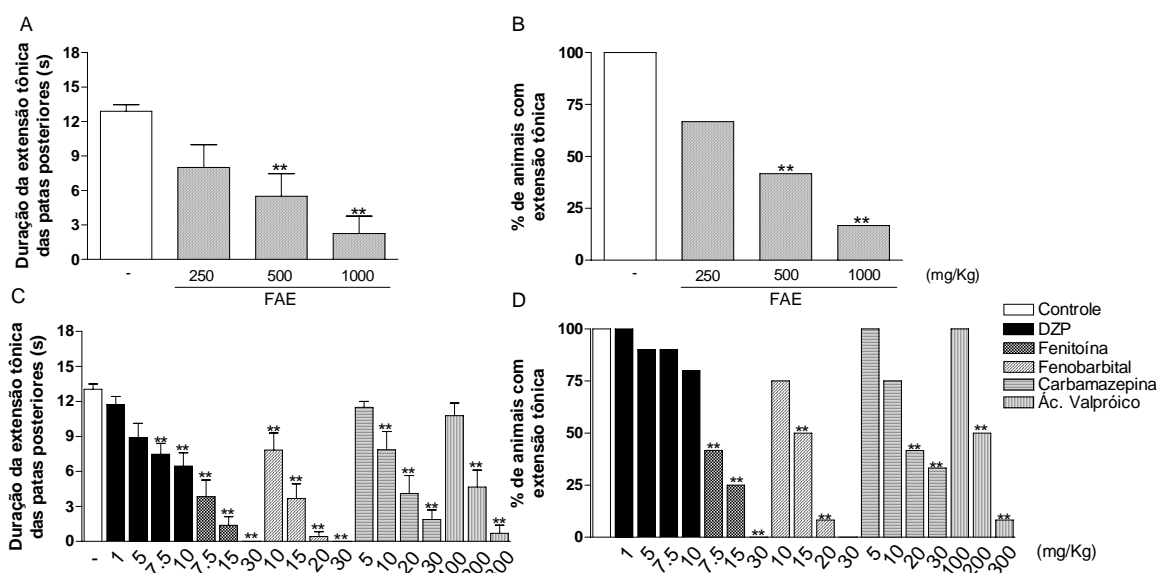 A
Duração da extensão tônica
das patas posteriores (s)
18
15
12
9
6
3
0
**
**
-
250
500
1000
FAE
B
% de animais com
extensão tônica
100
75
50
25
0
**
**
-
250
500
1000
(mg/Kg)
FAE
C
Duração da extensão tônica
das patas posteriores (s)
18
15
12
9
6
3
0
** ** ** ** ** ** ** ** ** ** ** ** ** ** **
- 1 5 7.5 10 7.5 15 30 10 15 20 30 5 10 20 30 100 200 300
D
% de animais com
extensão tônica
100
75
50
25
0
** ** ** ** ** ** ** ** **
1 5 7.5 10 7.5 15 30 10 15 20 30 5 10 20 30 100 200 300
(mg/Kg)
Controle
DZP
Fenitoína
Fenobarbital
Carbamazepina
Ác. Valpróico